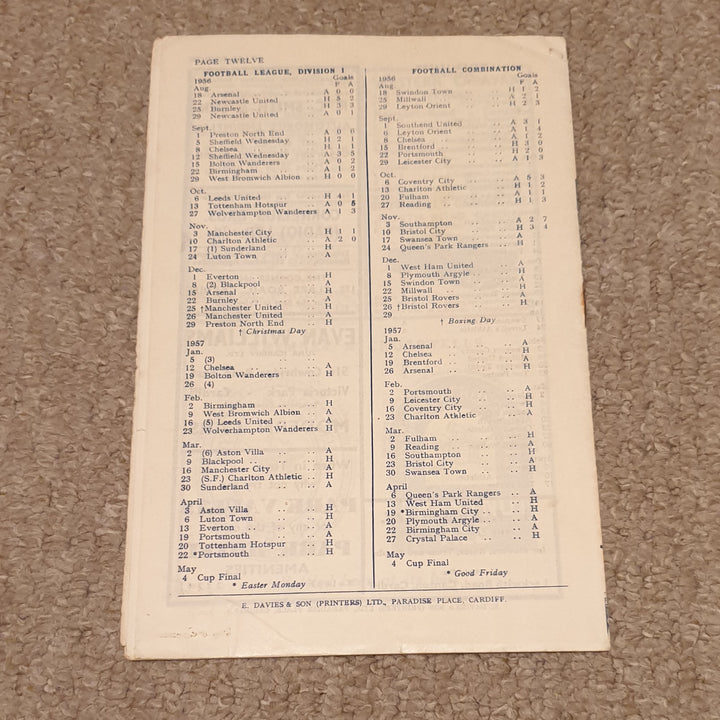 PAGE TWELVE
FOOTBALL LEAGUE, DIVISION 1
Goals
1956 F A
Aug.
18 Arsenal .. .. A 0 0
22 Newcastle United .. H 5 2
25 Burnley .. .. H 3 3
29 Newcastle United .. A 0 1
Sept.
1 Preston North End .. A 0 6
5 Sheffield Wednesday .. H 2 1
8 Chelsea .. .. H 1 1
12 Sheffield Wednesday .. A 3 5
15 Bolton Wanderers .. A 0 2
22 Birmingham .. .. A 1 2
29 West Bromwich Albion .. H 0 0
Oct.
6 Leeds United .. .. H 4 1
13 Tottenham Hotspur .. A 0 5
27 Wolverhampton Wanderers A 1 3
Nov.
3 Manchester City .. H 1 1
10 Charlton Athletic .. A 2 0
17 (1) Sunderland .. .. H
24 Luton Town .. .. A
Dec.
1 Everton .. .. H
8 (2) Blackpool .. .. A
15 Arsenal .. .. H
22 Burnley .. .. A
25 †Manchester United .. H
26 Manchester United .. A
29 Preston North End .. H
† Christmas Day
1957
Jan.
5 (3)
12 Chelsea .. .. A
19 Bolton Wanderers .. H
26 (4)
Feb.
2 Birmingham .. .. H
9 West Bromwich Albion .. A
16 (5) Leeds United .. .. A
23 Wolverhampton Wanderers H
Mar.
2 (6) Aston Villa .. .. A
9 Blackpool .. .. H
16 Manchester City .. A
23 (S.F.) Charlton Athletic .. H
30 Sunderland .. .. A
April
3 Aston Villa .. .. H
6 Luton Town .. .. H
13 Everton .. .. A
19 Portsmouth .. .. A
20 Tottenham Hotspur .. H
22 *Portsmouth .. .. H
May
4 Cup Final
* Easter Monday
FOOTBALL COMBINATION
Goals
1956 F A
Aug.
18 Swindon Town .. H 1 2
25 Millwall .. .. A 2 1
29 Leyton Orient .. H 2 3
Sept.
1 Southend United .. A 3 1
6 Leyton Orient .. A 1 4
8 Chelsea .. .. A 1 2
15 Brentford .. .. H 3 0
22 Portsmouth .. .. H 2 0
29 Leicester City .. A 1 3
Oct.
6 Coventry City .. A 5 3
13 Charlton Athletic .. H 1 2
20 Fulham .. .. A 1 1
27 Reading .. .. H 1 3
Nov.
3 Southampton .. A 2 7
10 Bristol City .. .. H 3 4
17 Swansea Town .. A
24 Queen's Park Rangers .. H
Dec.
1 West Ham United .. A
8 Plymouth Argyle .. H
15 Swindon Town .. A
22 Millwall .. .. H
25 Bristol Rovers .. A
26 †Bristol Rovers .. H
29
† Boxing Day
1957
Jan.
5 Arsenal .. .. A
12 Chelsea .. .. H
19 Brentford .. .. A
26 Arsenal .. .. H
Feb.
2 Portsmouth .. .. A
9 Leicester City .. .. H
16 Coventry City .. .. H
23 Charlton Athletic .. A
Mar.
2 Fulham .. .. H
9 Reading .. .. A
16 Southampton .. .. H
23 Bristol City .. .. A
30 Swansea Town .. .. H
April
6 Queen's Park Rangers .. A
13 West Ham United .. H
19 *Birmingham City .. H
20 Plymouth Argyle .. A
22 Birmingham City .. A
27 Crystal Palace .. H
May
4 Cup Final
* Good Friday
E. DAVIES & SON (PRINTERS) LTD., PARADISE PLACE, CARDIFF.